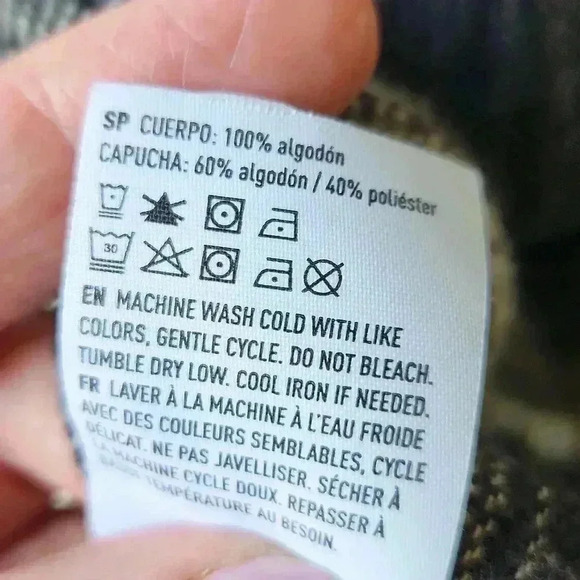 SP CUERPO: 100% algodón
CAPUCHA: 60% algodón / 40% poliéster
30
EN MACHINE WASH COLD WITH LIKE
COLORS, GENTLE CYCLE. DO NOT BLEACH.
TUMBLE DRY LOW. COOL IRON IF NEEDED.
FR LAVER À LA MACHINE À L'EAU FROIDE
AVEC DES COULEURS SEMBLABLES, CYCLE
DÉLICAT. NE PAS JAVELLISER. SÉCHER À
LA MACHINE CYCLE DOUX. REPASSER À
BASSE TEMPÉRATURE AU BESOIN.